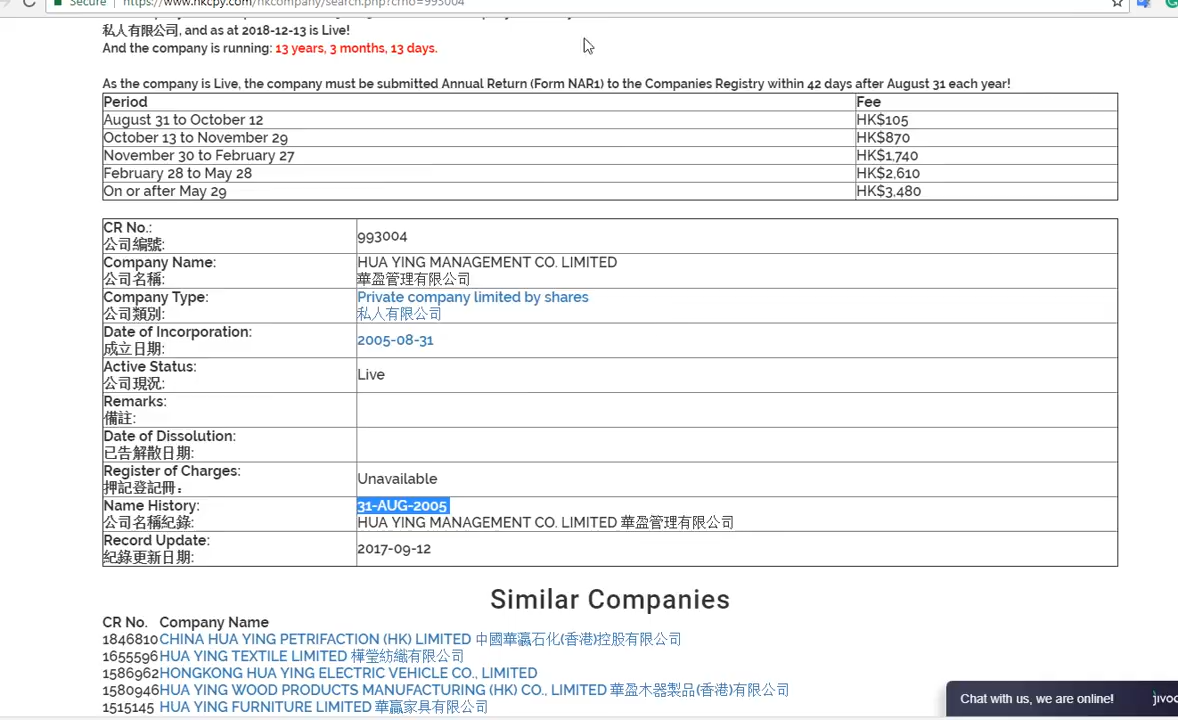 Secure https://www.hkcpy.com/hkcompany/search.php?crno=993004
私人有限公司, and as at 2018-12-13 is Live!
And the company is running: 13 years, 3 months, 13 days.
As the company is Live, the company must be submitted Annual Return (Form NAR1) to the Companies Registry within 42 days after August 31 each year!
Period Fee
August 31 to October 12 HK$105
October 13 to November 29 HK$870
November 30 to February 27 HK$1,740
February 28 to May 28 HK$2,610
On or after May 29 HK$3,480
CR No.:
公司編號:
993004
Company Name:
公司名稱:
HUA YING MANAGEMENT CO. LIMITED
華盈管理有限公司
Company Type:
公司類別:
Private company limited by shares
私人有限公司
Date of Incorporation:
成立日期:
2005-08-31
Active Status:
公司現況:
Live
Remarks:
備註:
Date of Dissolution:
已告解散日期:
Register of Charges:
押記登記冊：
Unavailable
Name History:
公司名稱紀錄:
31-AUG-2005
HUA YING MANAGEMENT CO. LIMITED 華盈管理有限公司
Record Update:
紀錄更新日期:
2017-09-12
Similar Companies
CR No. Company Name
1846810 CHINA HUA YING PETRIFACTION (HK) LIMITED 中國華瀛石化(香港)控股有限公司
1655596 HUA YING TEXTILE LIMITED 樺瑩紡織有限公司
1586962 HONGKONG HUA YING ELECTRIC VEHICLE CO., LIMITED
1580946 HUA YING WOOD PRODUCTS MANUFACTURING (HK) CO., LIMITED 華盈木器製品(香港)有限公司
1515145 HUA YING FURNITURE LIMITED 華贏家具有限公司
Chat with us, we are online!